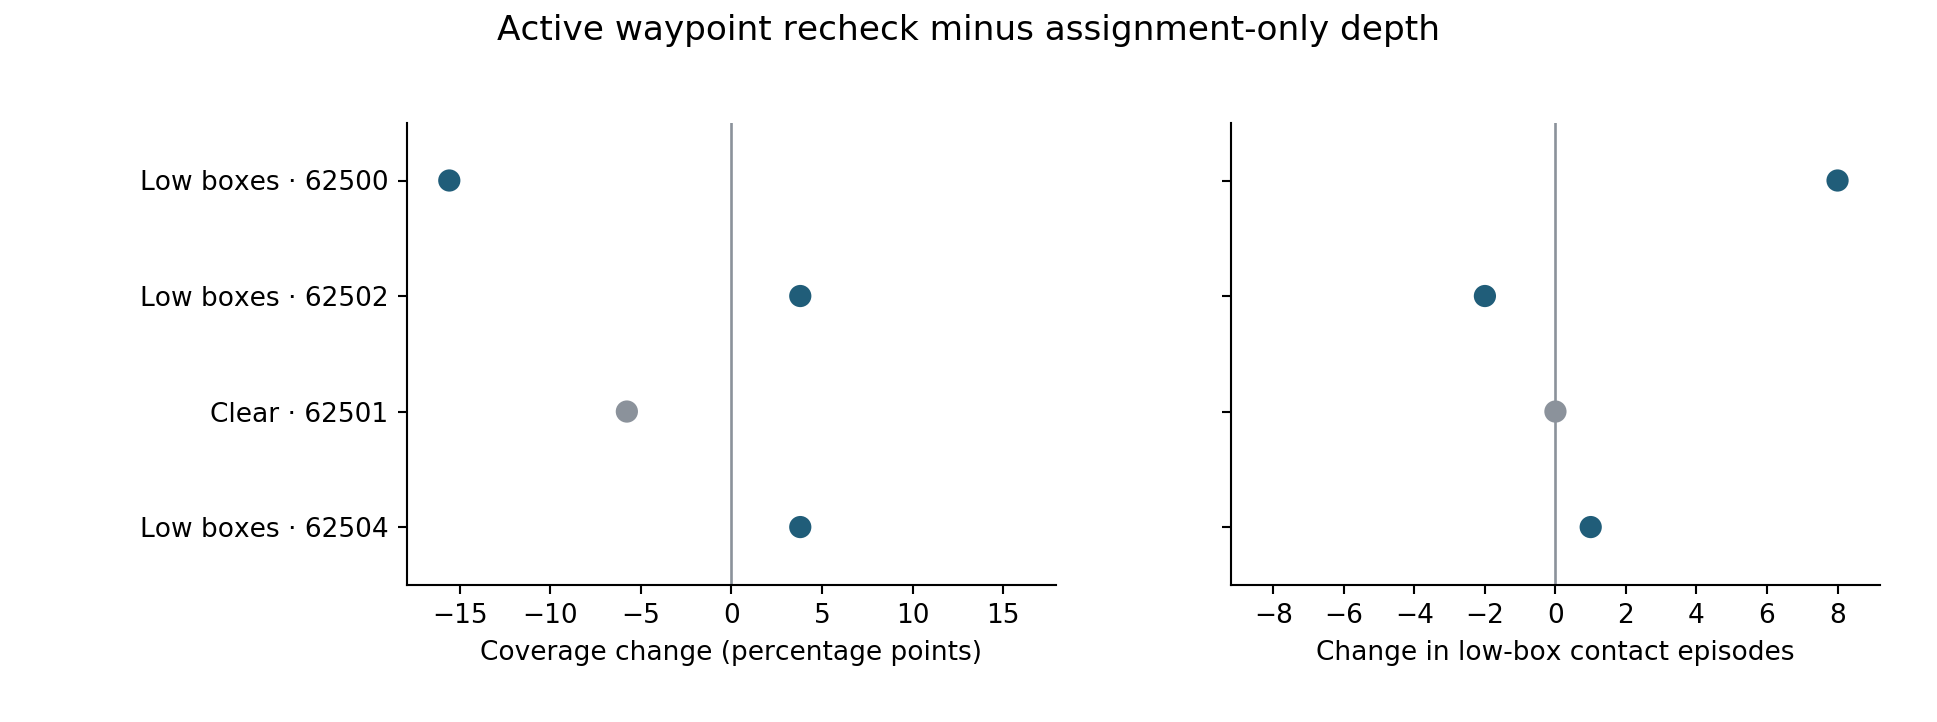 Active waypoint recheck minus assignment-only depth
Low boxes · 62500
Low boxes · 62502
Clear · 62501
Low boxes · 62504
−15 −10 −5 0 5 10 15
Coverage change (percentage points)
−8 −6 −4 −2 0 2 4 6 8
Change in low-box contact episodes